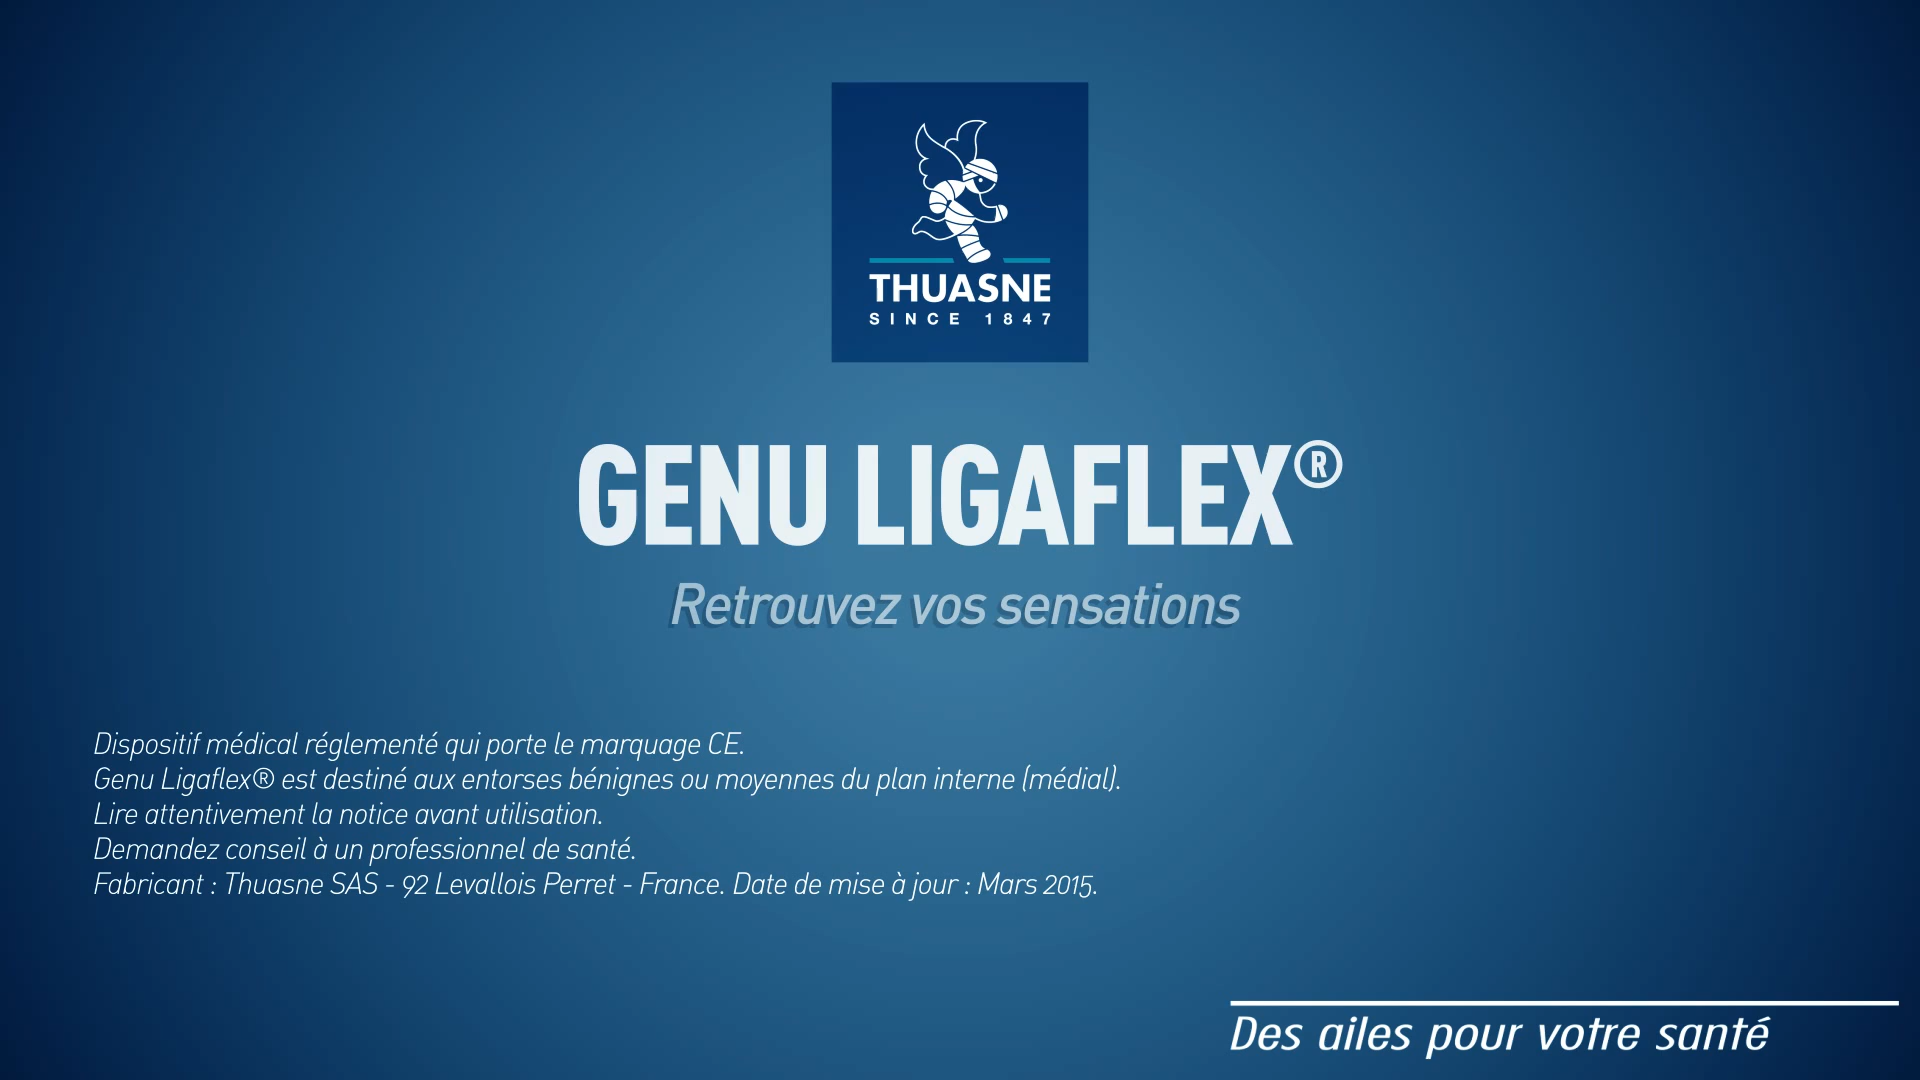 THUASNE
SINCE 1847
GENU LIGAFLEX®
Retrouvez vos sensations
Dispositif médical réglementé qui porte le marquage CE.
Genu Ligaflex® est destiné aux entorses bénignes ou moyennes du plan interne (médial).
Lire attentivement la notice avant utilisation.
Demandez conseil à un professionnel de santé.
Fabricant : Thuasne SAS - 92 Levallois Perret - France. Date de mise à jour : Mars 2015.
Des ailes pour votre santé